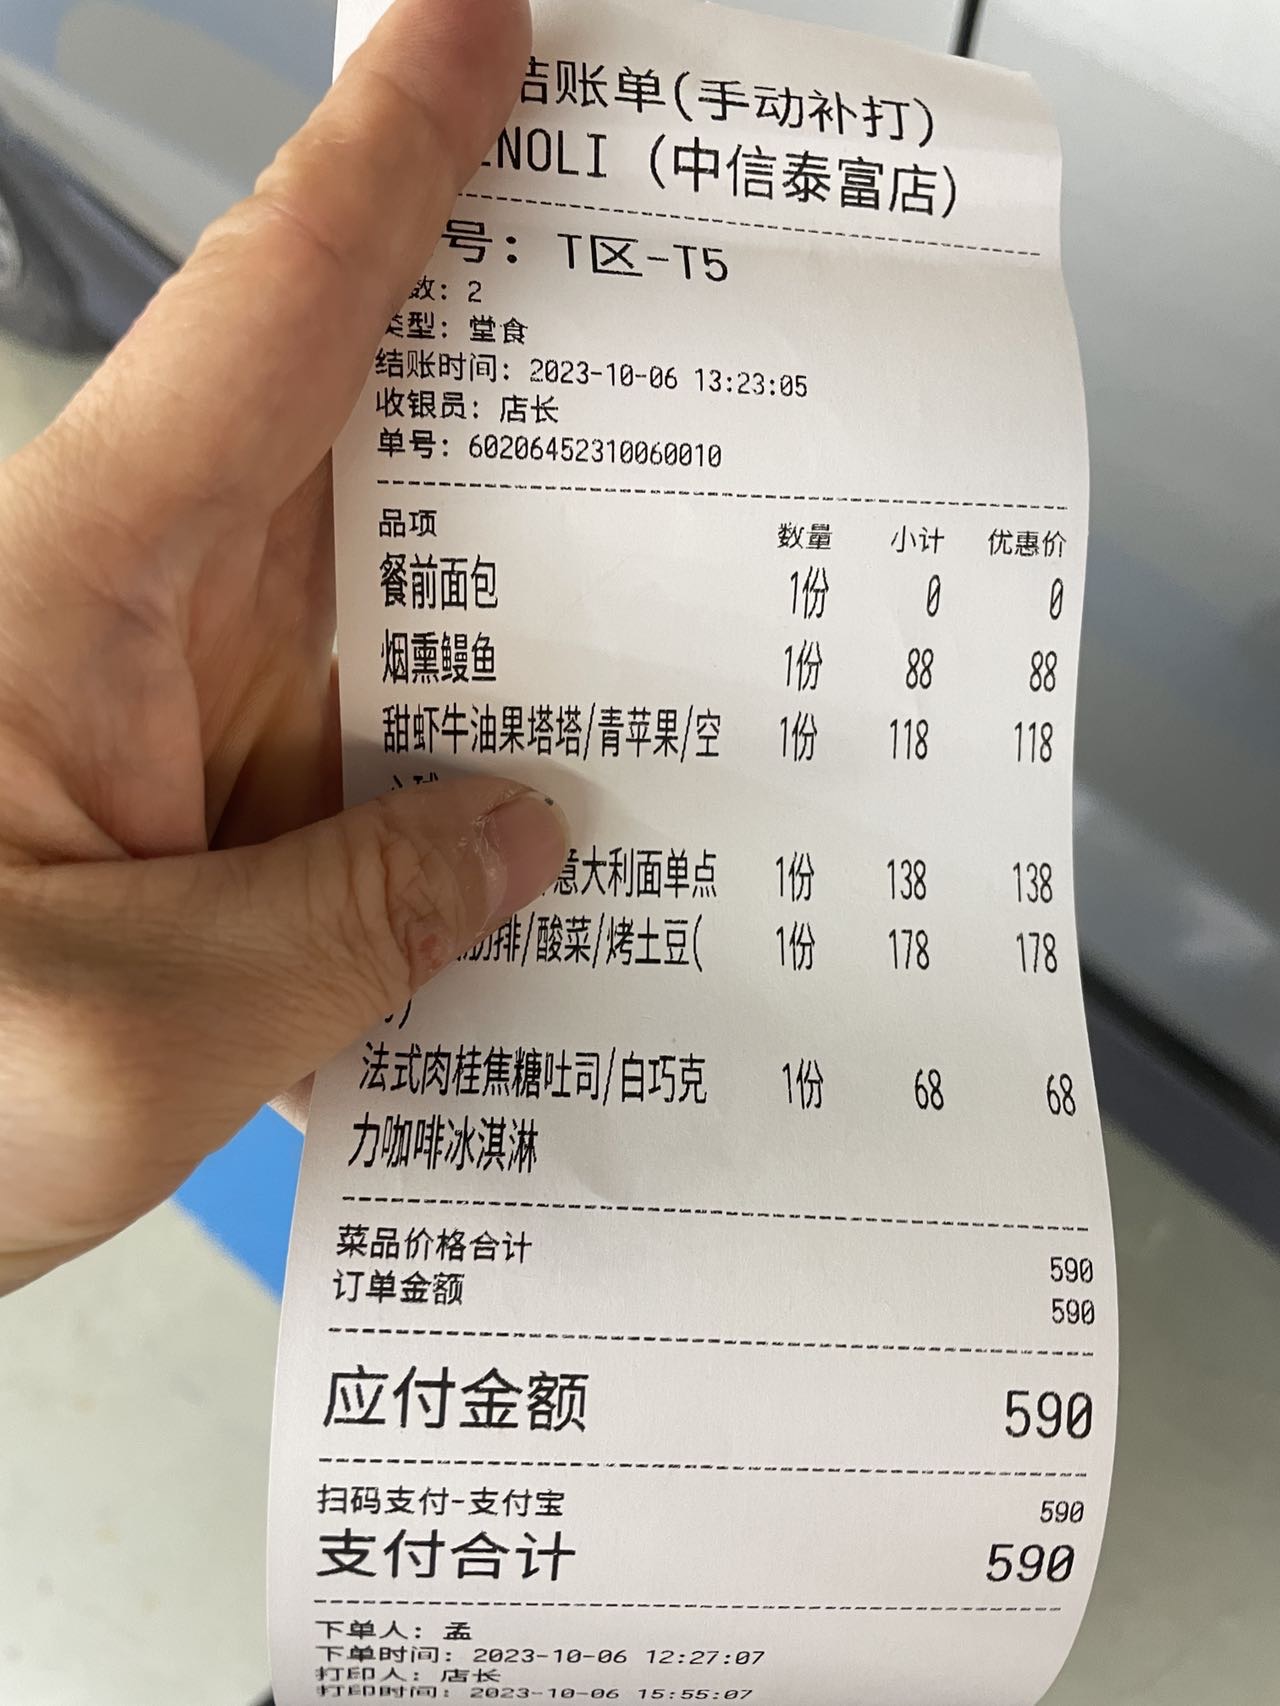 结账单(手动补打)
NOLI (中信泰富店)
号: T区-T5
数: 2
类型: 堂食
结账时间: 2023-10-06 13:23:05
收银员: 店长
单号: 60206452310060010
品项 数量 小计 优惠价
餐前面包 1份 0 0
烟熏鳗鱼 1份 88 88
甜虾牛油果塔塔/青苹果/空 1份 118 118
意大利面单点 1份 138 138
排/酸菜/烤土豆( 1份 178 178
)
法式肉桂焦糖吐司/白巧克 1份 68 68
力咖啡冰淇淋
菜品价格合计 590
订单金额 590
应付金额 590
扫码支付-支付宝 590
支付合计 590
下单人: 孟
下单时间: 2023-10-06 12:27:07
打印人: 店长
打印时间: 2023-10-06 15:55:07